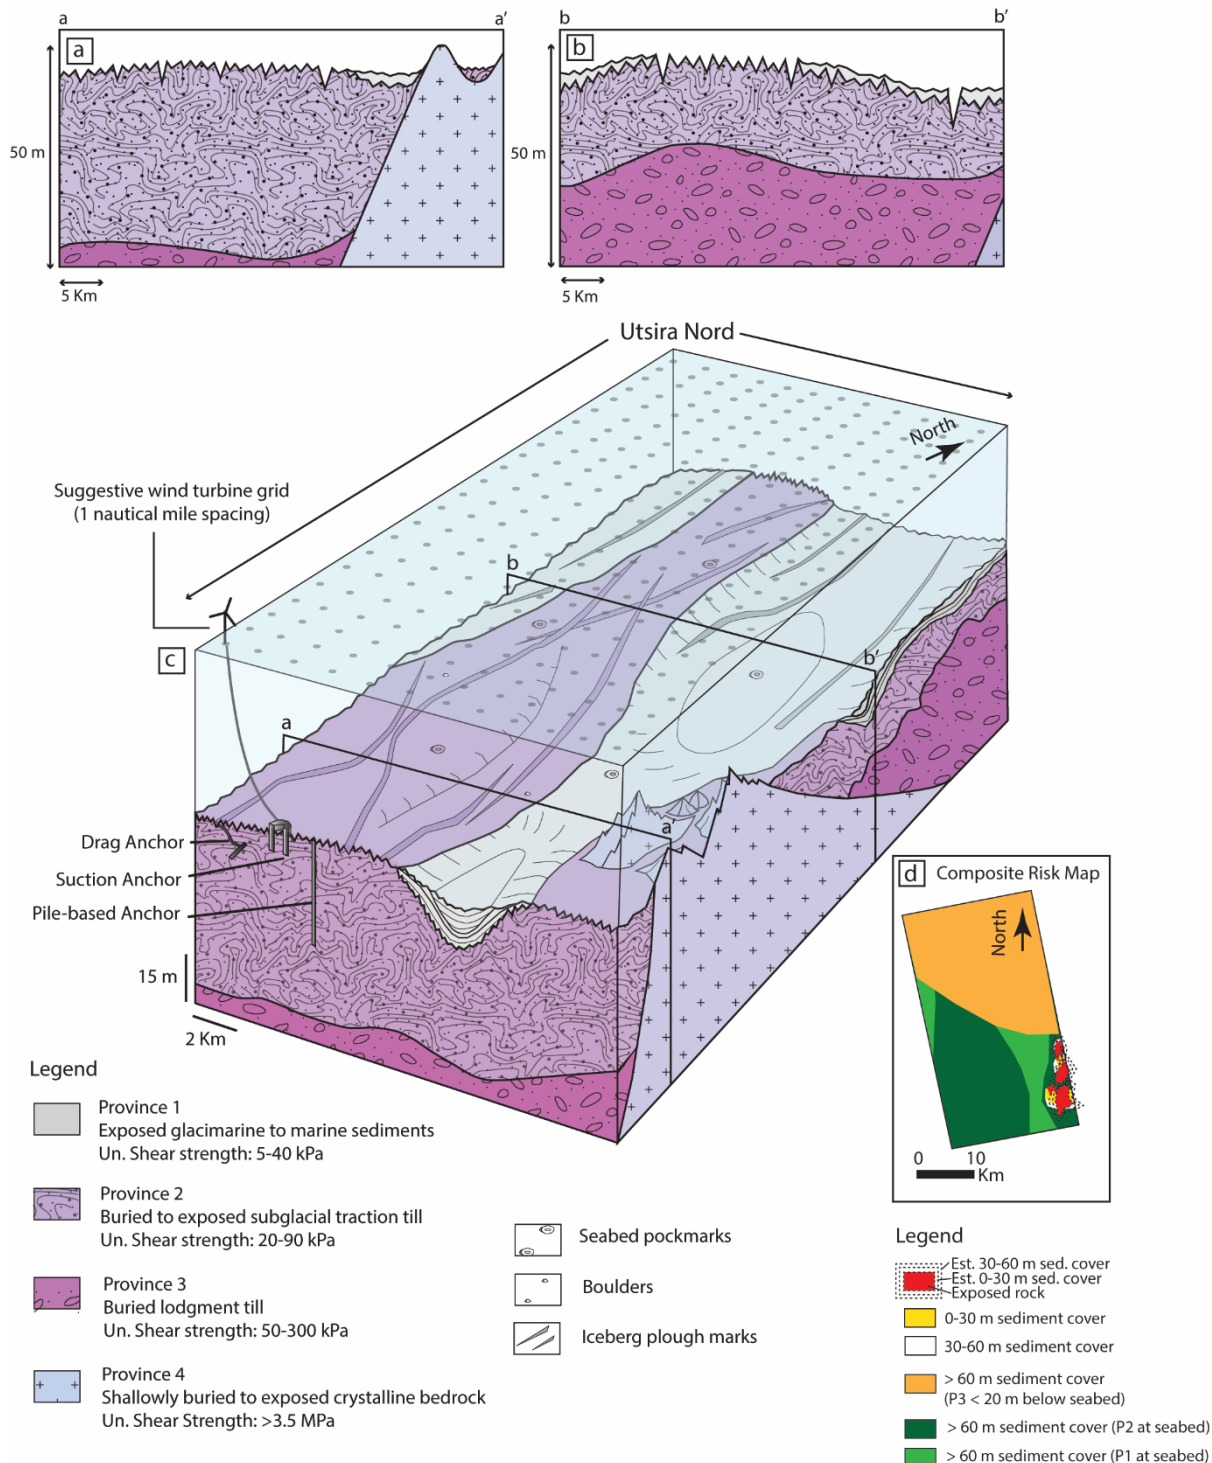 a
a’
a
50 m
5 Km
b
b’
b
50 m
5 Km
Utsira Nord
North
Suggestive wind turbine grid
(1 nautical mile spacing)
c
b
b’
a
a’
Drag Anchor
Suction Anchor
Pile-based Anchor
15 m
2 Km
d
Composite Risk Map
North
0
10
Km
Legend
Province 1
Exposed glacimarine to marine sediments
Un. Shear strength: 5-40 kPa
Province 2
Buried to exposed subglacial traction till
Un. Shear strength: 20-90 kPa
Province 3
Buried lodgment till
Un. Shear strength: 50-300 kPa
Province 4
Shallowly buried to exposed crystalline bedrock
Un. Shear Strength: >3.5 MPa
Seabed pockmarks
Boulders
Iceberg plough marks
Legend
Est. 30-60 m sed. cover
Est. 0-30 m sed. cover
Exposed rock
0-30 m sediment cover
30-60 m sediment cover
> 60 m sediment cover
(P3 < 20 m below seabed)
> 60 m sediment cover (P2 at seabed)
> 60 m sediment cover (P1 at seabed)